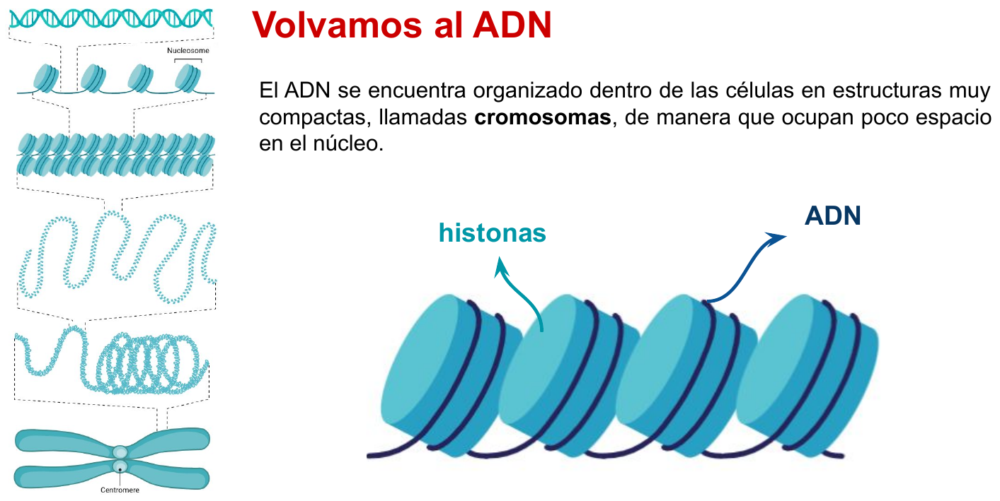 Volvamos al ADN
Nucleosome
El ADN se encuentra organizado dentro de las células en estructuras muy
compactas, llamadas cromosomas, de manera que ocupan poco espacio
en el núcleo.
ADN
histonas
Centromere